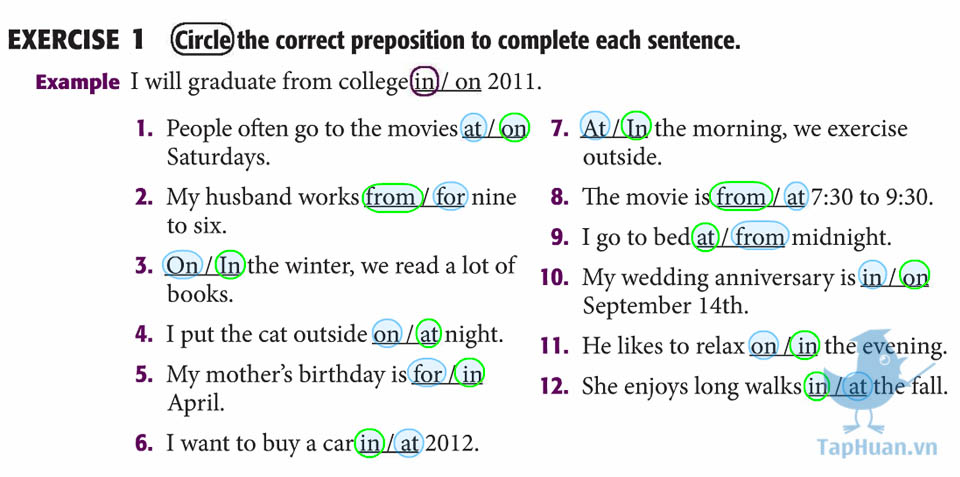 EXERCISE 1 Circle the correct preposition to complete each sentence.
Example I will graduate from college in / on 2011.
1. People often go to the movies at / on
Saturdays.
2. My husband works from / for nine
to six.
3. On / In the winter, we read a lot of
books.
4. I put the cat outside on / at night.
5. My mother's birthday is for / in
April.
6. I want to buy a car in / at 2012.
7. At / In the morning, we exercise
outside.
8. The movie is from / at 7:30 to 9:30.
9. I go to bed at / from midnight.
10. My wedding anniversary is in / on
September 14th.
11. He likes to relax on / in the evening.
12. She enjoys long walks in / at the fall.
TapHuan.vn